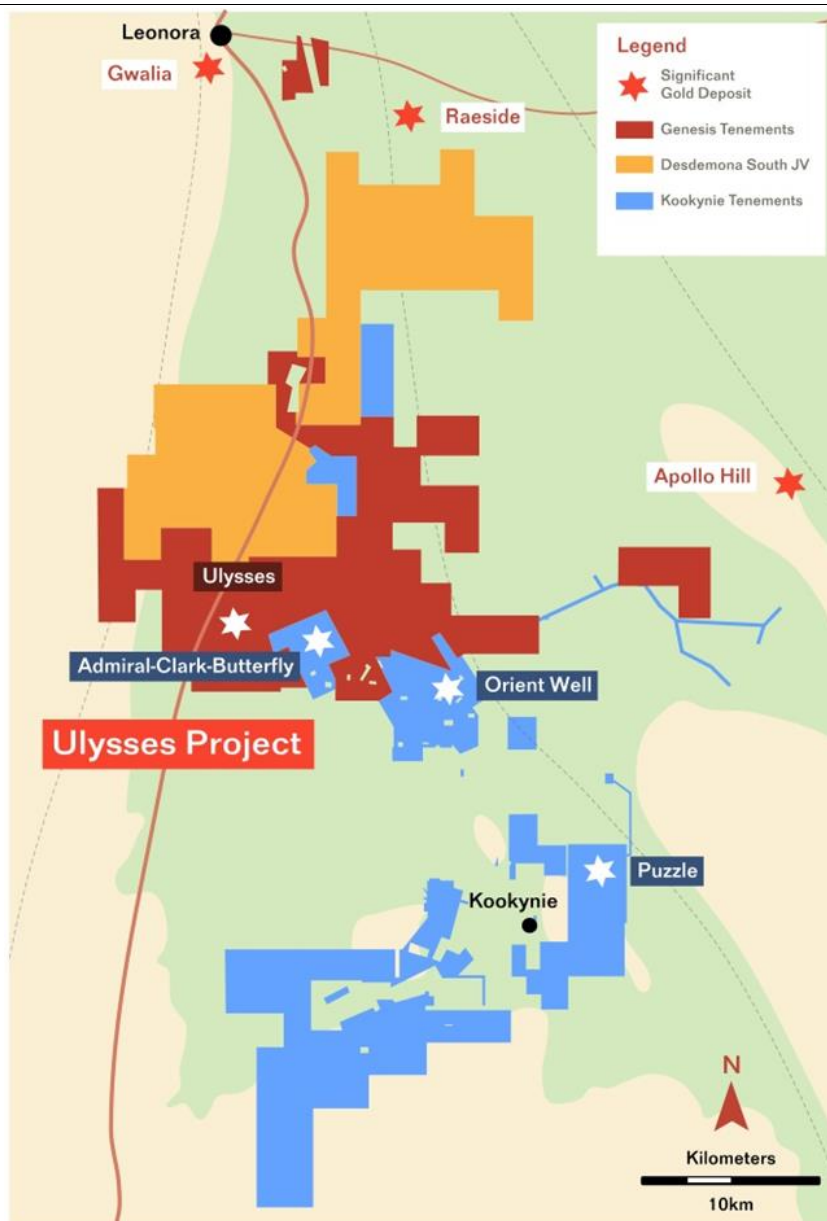 Leonora
Gwalia
Raeside
Legend
Significant
Gold Deposit
Genesis Tenements
Desdemona South JV
Kookynie Tenements
Apollo Hill
Ulysses
Admiral-Clark-Butterfly
Orient Well
Ulysses Project
Puzzle
Kookynie
N
Kilometers
10km